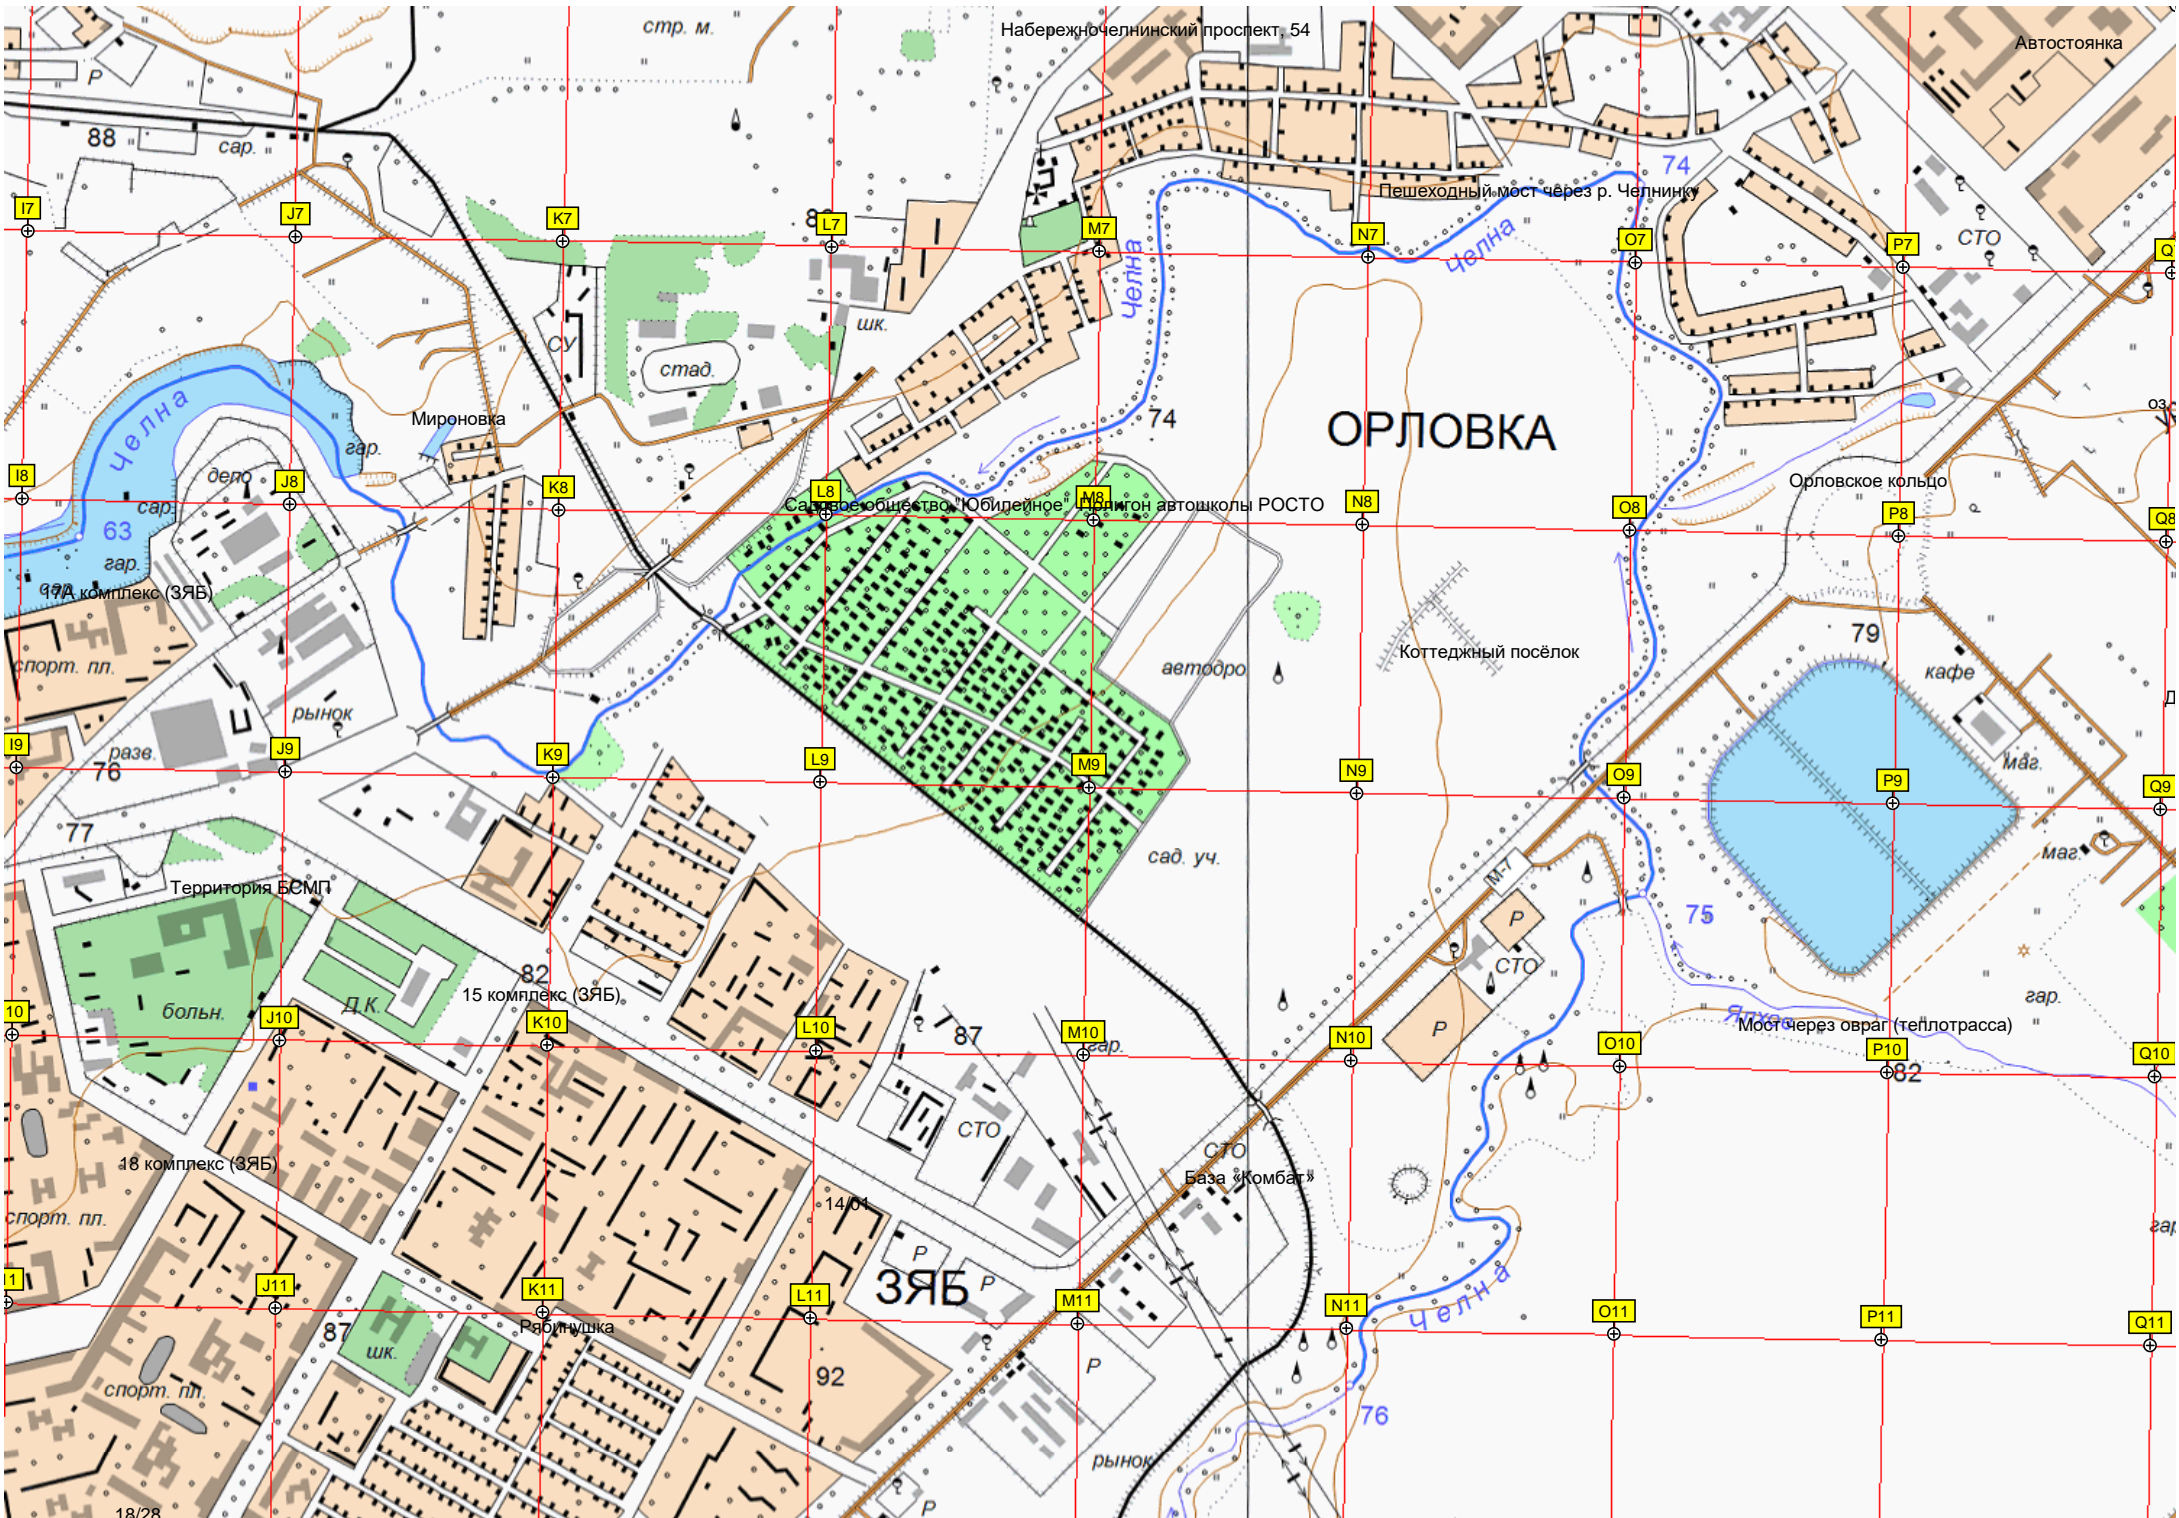 стр. м.
Набережночелнинский проспект, 54
Автостоянка
Р
88
сар.
74
Пешеходный мост через р. Челнинку
I7
J7
K7
L7
M7
N7
O7
P7
СТО
Челна
Челна
шк.
СУ
стад.
Челна
Мироновка
74
ОРЛОВКА
оз.
гар.
депо
I8
J8
K8
L8
M8
N8
O8
P8
Q8
Орловское кольцо
Садовое общество "Юбилейное"
Полигон автошколы РОСТО
сар.
63
гар.
сар.
17А комплекс (ЗЯБ)
79
Коттеджный посёлок
спорт. пл.
автодро
кафе
рынок
разв.
76
I9
J9
K9
L9
M9
N9
O9
P9
Q9
маг.
77
маг.
сад. уч.
М-7
Территория БСМП
Р
75
СТО
82
15 комплекс (ЗЯБ)
больн.
Д.К.
гар.
10
J10
K10
L10
M10
N10
O10
P10
Q10
87
гар.
Р
Мост через овраг (теплотрасса)
82
СТО
СТО
18 комплекс (ЗЯБ)
База «Комбат»
14/01
спорт. пл.
Р
Р
ЗЯБ
11
J11
K11
L11
M11
N11
O11
P11
Q11
Челна
87
Рябинушка
шк.
92
Р
спорт. пл.
76
рынок
Р
18/28